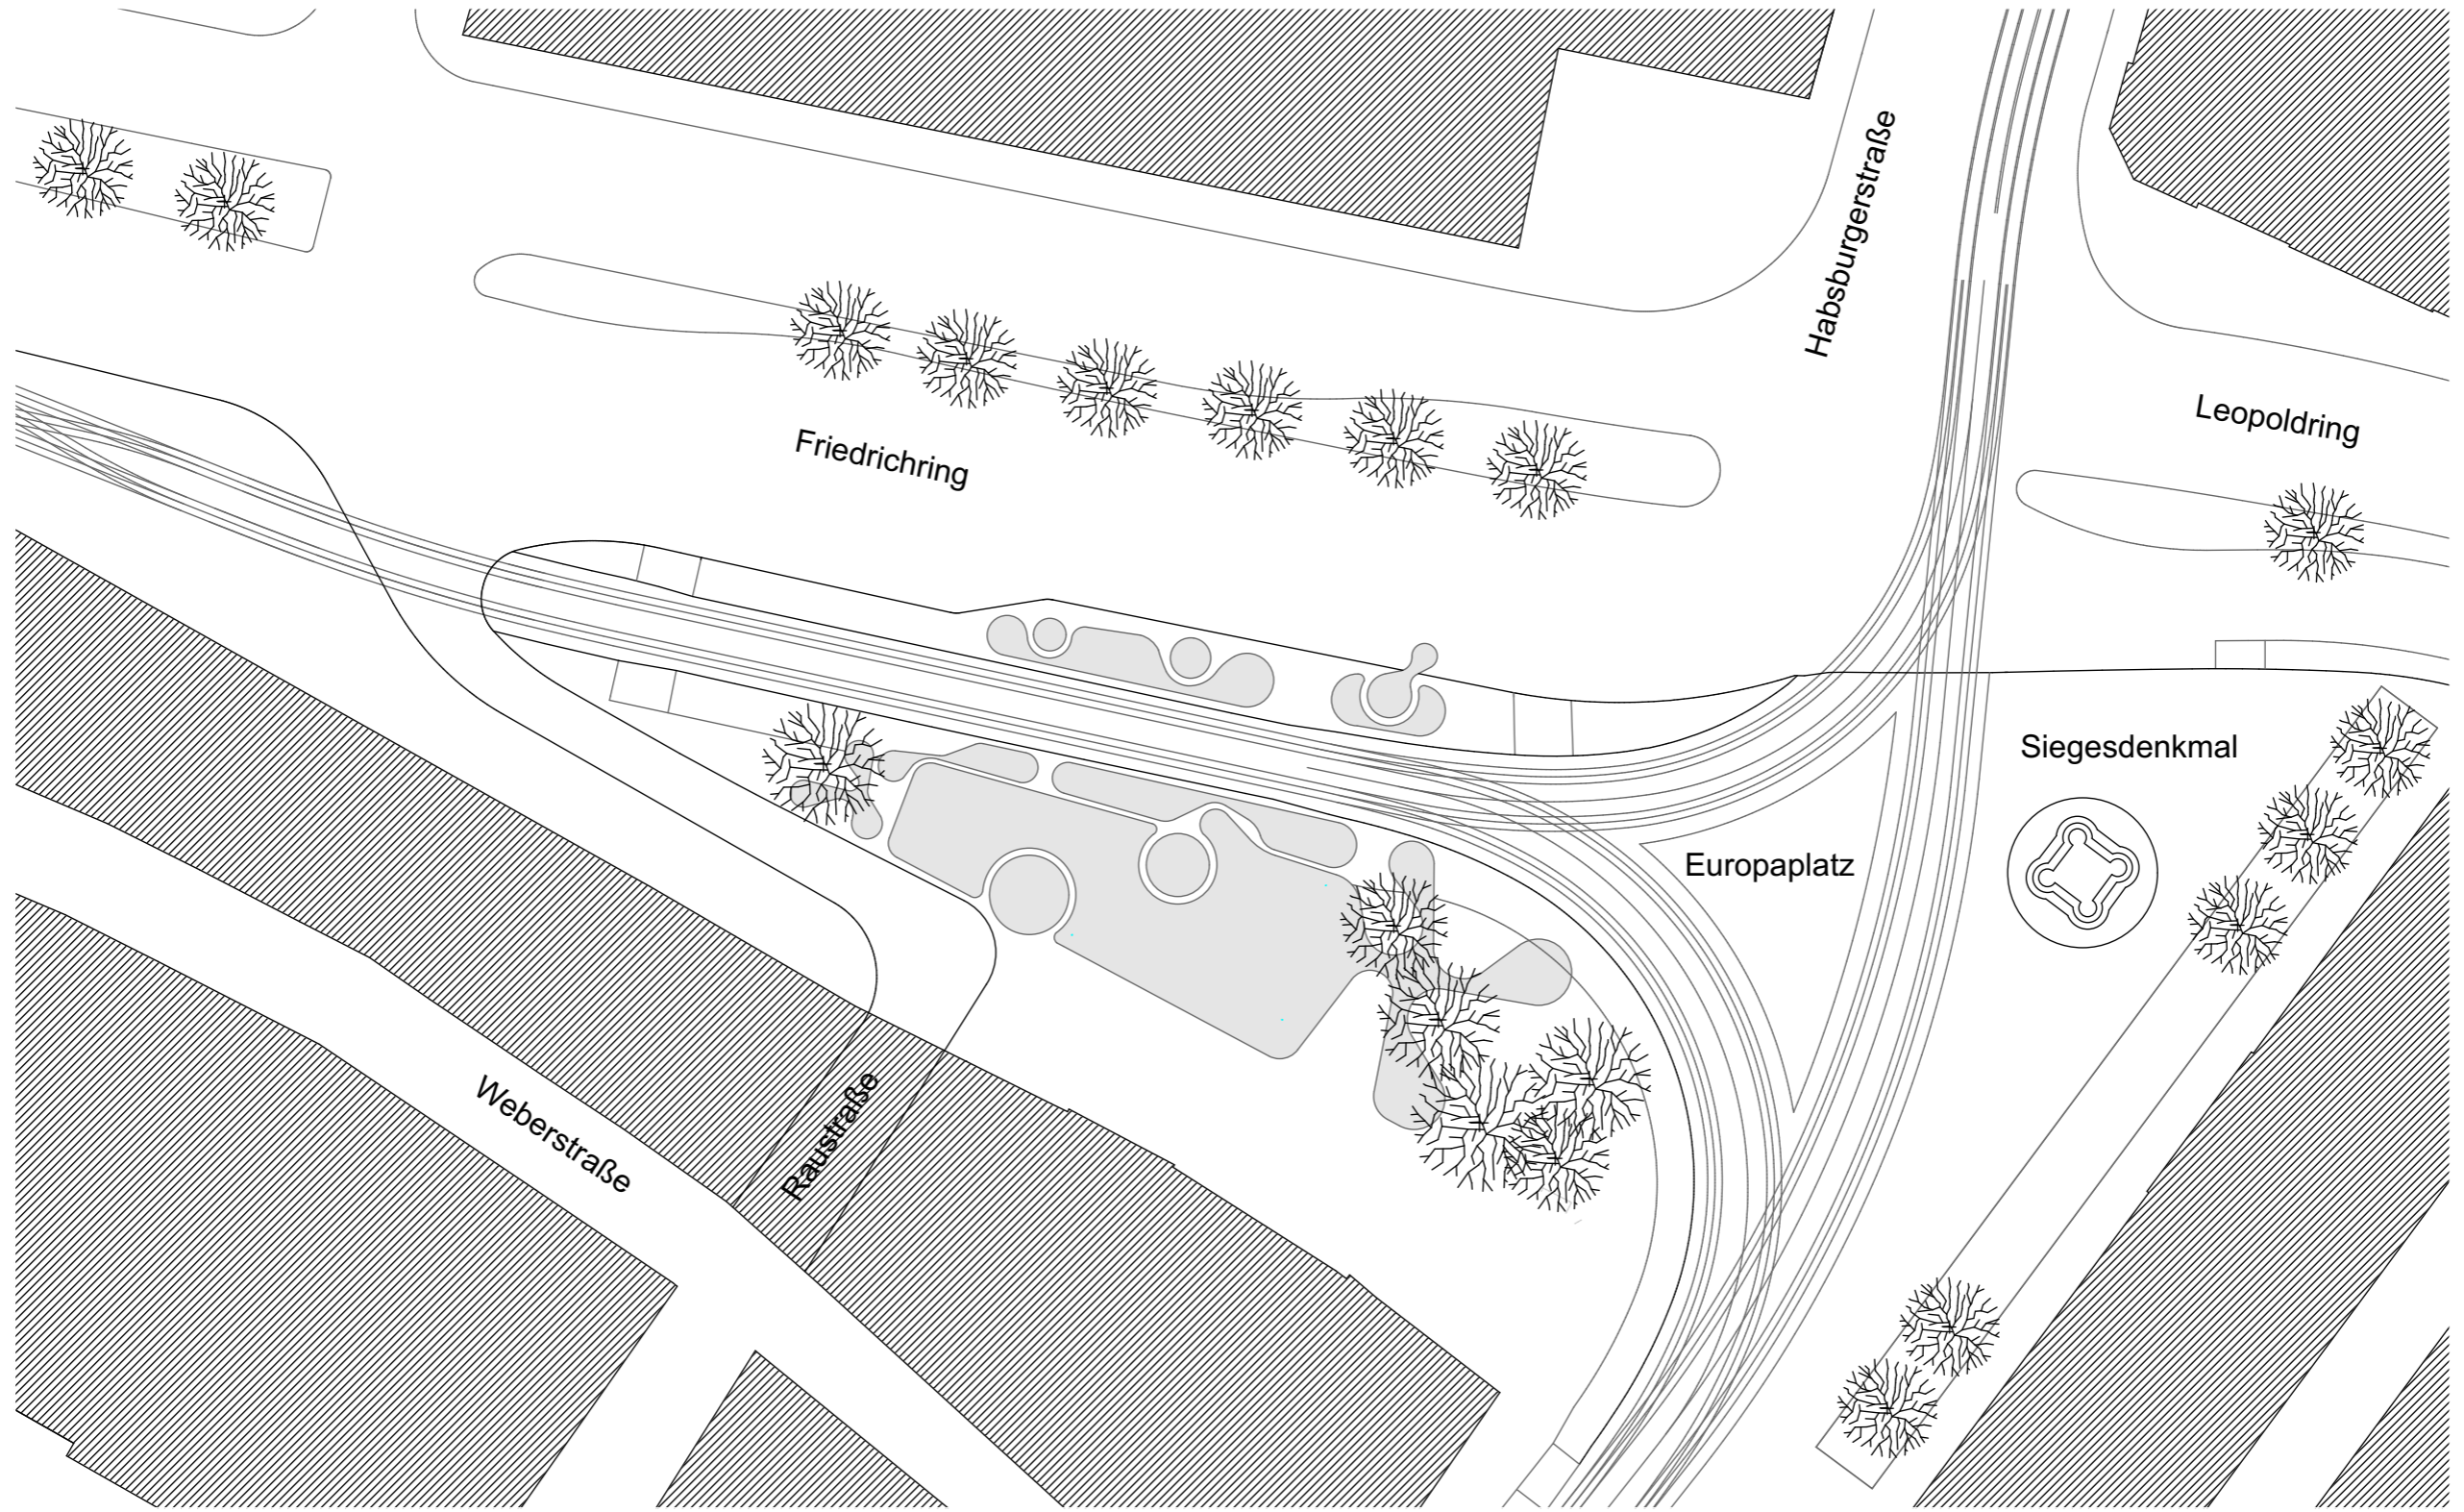 Habsburgerstraße
Leopoldring
Friedrichring
Siegesdenkmal
Europaplatz
Weberstraße
Raustraße